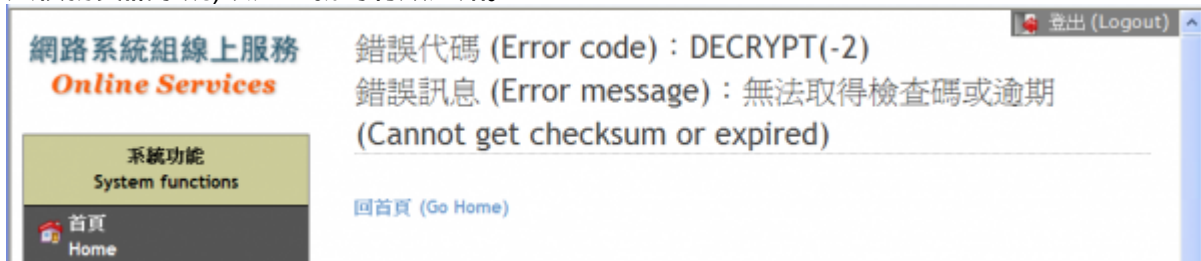 登出 (Logout)
網路系統組線上服務
Online Services
錯誤代碼 (Error code)：DECRYPT(-2)
錯誤訊息 (Error message)：無法取得檢查碼或逾期
(Cannot get checksum or expired)
系統功能
System functions
回首頁 (Go Home)
首頁
Home